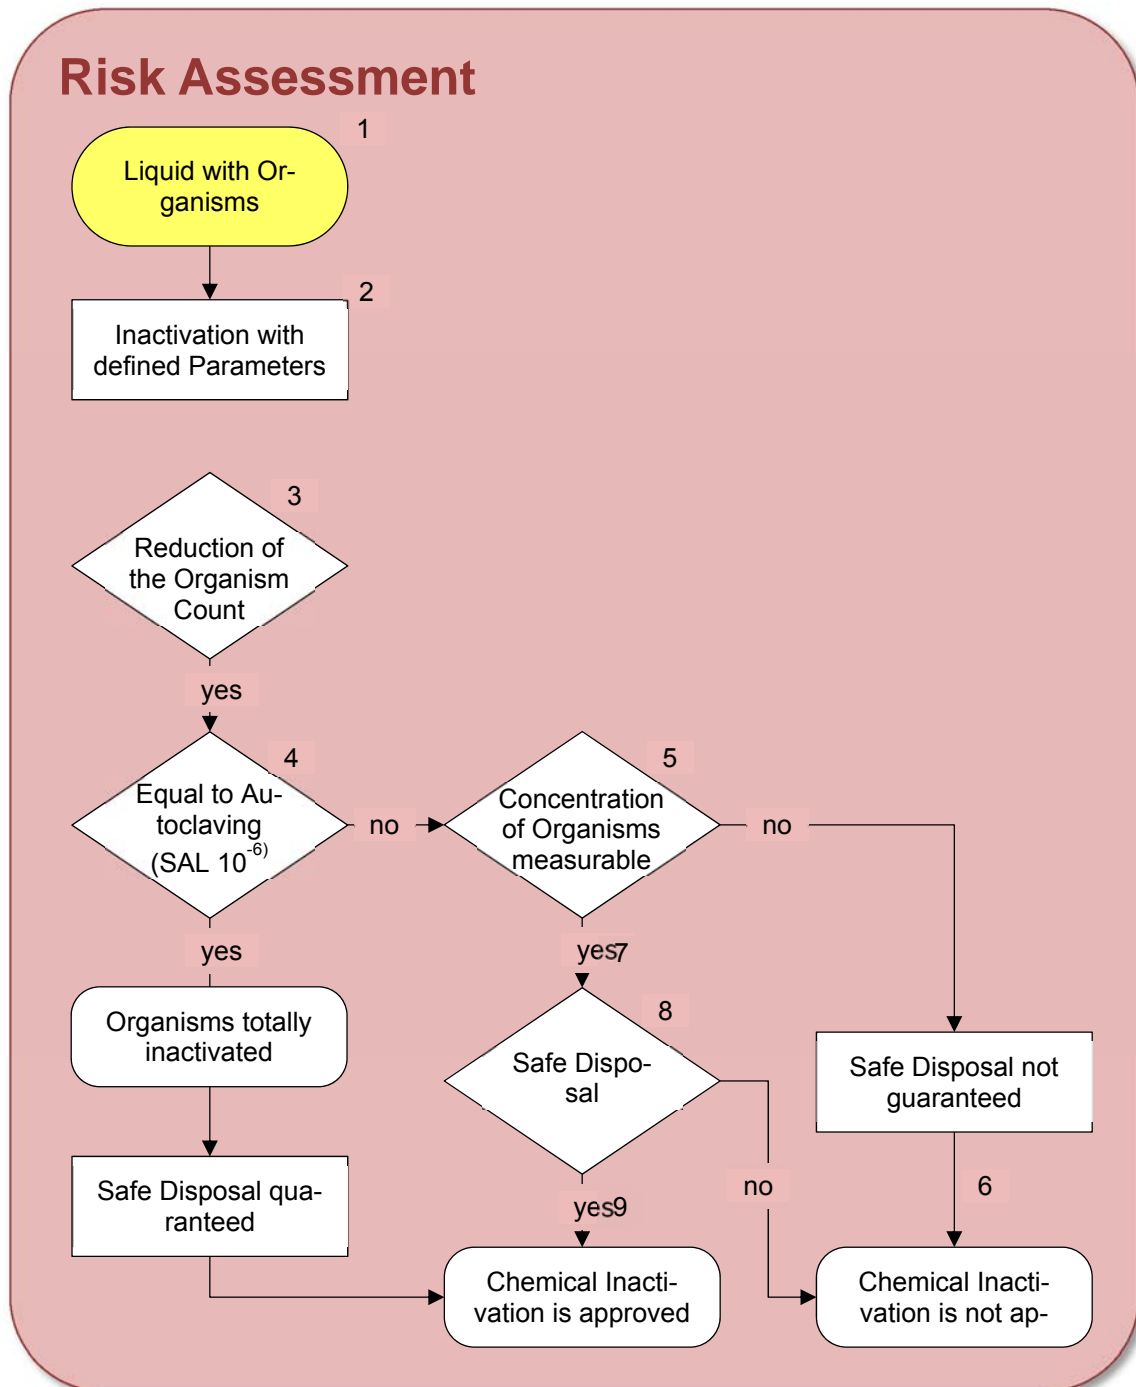 Risk Assessment
1
Liquid with Or-
ganisms
2
Inactivation with
defined Parameters
3
Reduction of
the Organism
Count
yes
4
Equal to Au-
toclaving
(SAL 10-6)
no
5
Concentration
of Organisms
measurable
no
yes
yes7
Organisms totally
inactivated
8
Safe Dispo-
sal
Safe Disposal not
guaranteed
Safe Disposal qua-
ranteed
yes9
no
6
Chemical Inacti-
vation is approved
Chemical Inacti-
vation is not ap-